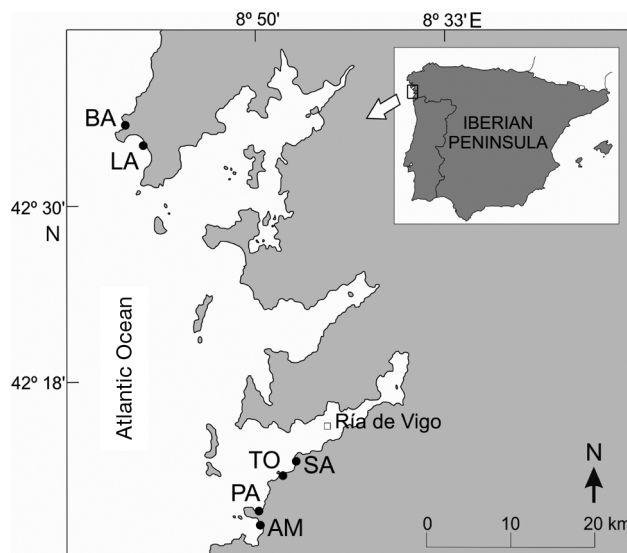 8º 50'
8º 33'E
BA
LA
IBERIAN
PENINSULA
42º 30'
N
Atlantic Ocean
42º 18'
Ría de Vigo
TO
SA
PA
AM
N
0 10 20 km